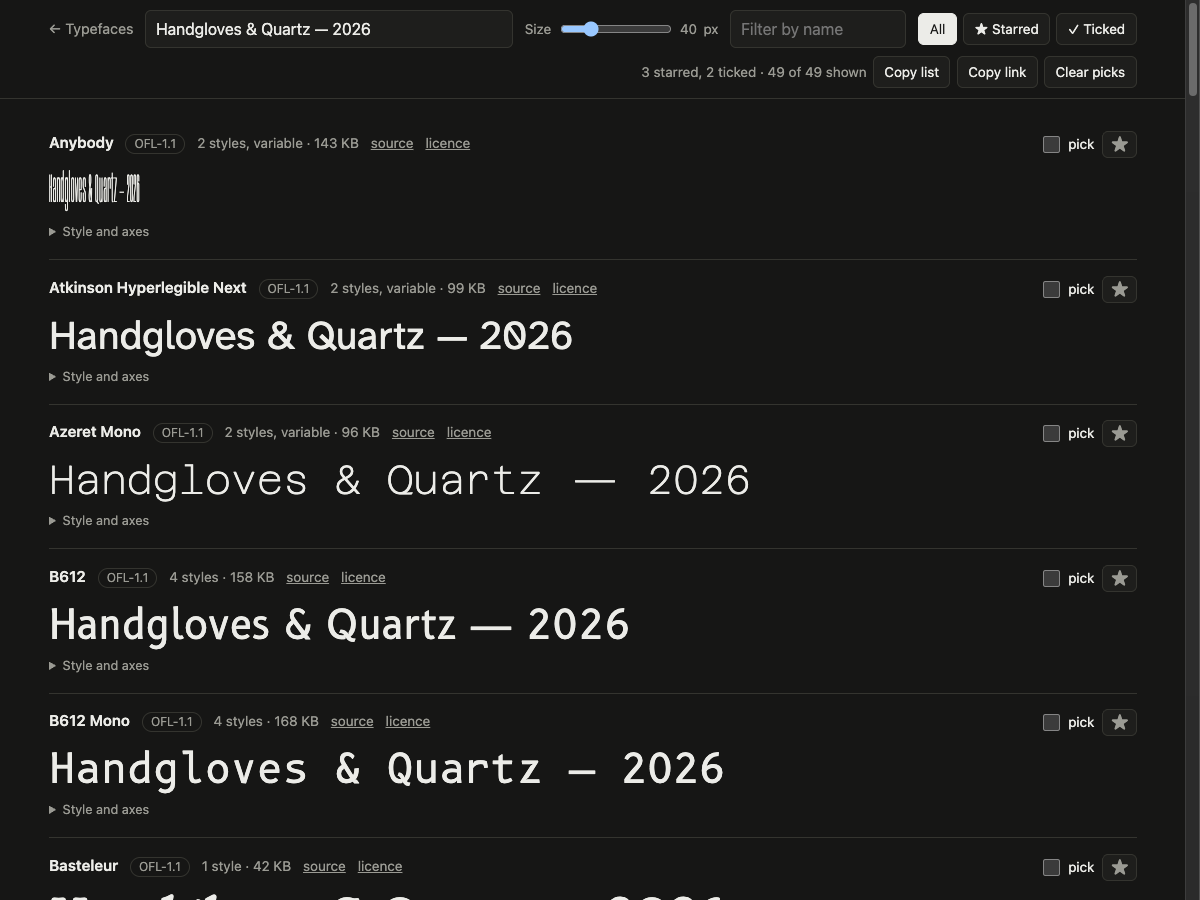 ← Typefaces Handgloves & Quartz — 2026 Size 40 px Filter by name All ★ Starred ✓ Ticked
3 starred, 2 ticked · 49 of 49 shown Copy list Copy link Clear picks
Anybody OFL-1.1 2 styles, variable · 143 KB source licence pick ★
Handgloves & Quartz — 2026
▶ Style and axes
Atkinson Hyperlegible Next OFL-1.1 2 styles, variable · 99 KB source licence pick ★
Handgloves & Quartz — 2026
▶ Style and axes
Azeret Mono OFL-1.1 2 styles, variable · 96 KB source licence pick ★
Handgloves & Quartz — 2026
▶ Style and axes
B612 OFL-1.1 4 styles · 158 KB source licence pick ★
Handgloves & Quartz — 2026
▶ Style and axes
B612 Mono OFL-1.1 4 styles · 168 KB source licence pick ★
Handgloves & Quartz — 2026
▶ Style and axes
Basteleur OFL-1.1 1 style · 42 KB source licence pick ★